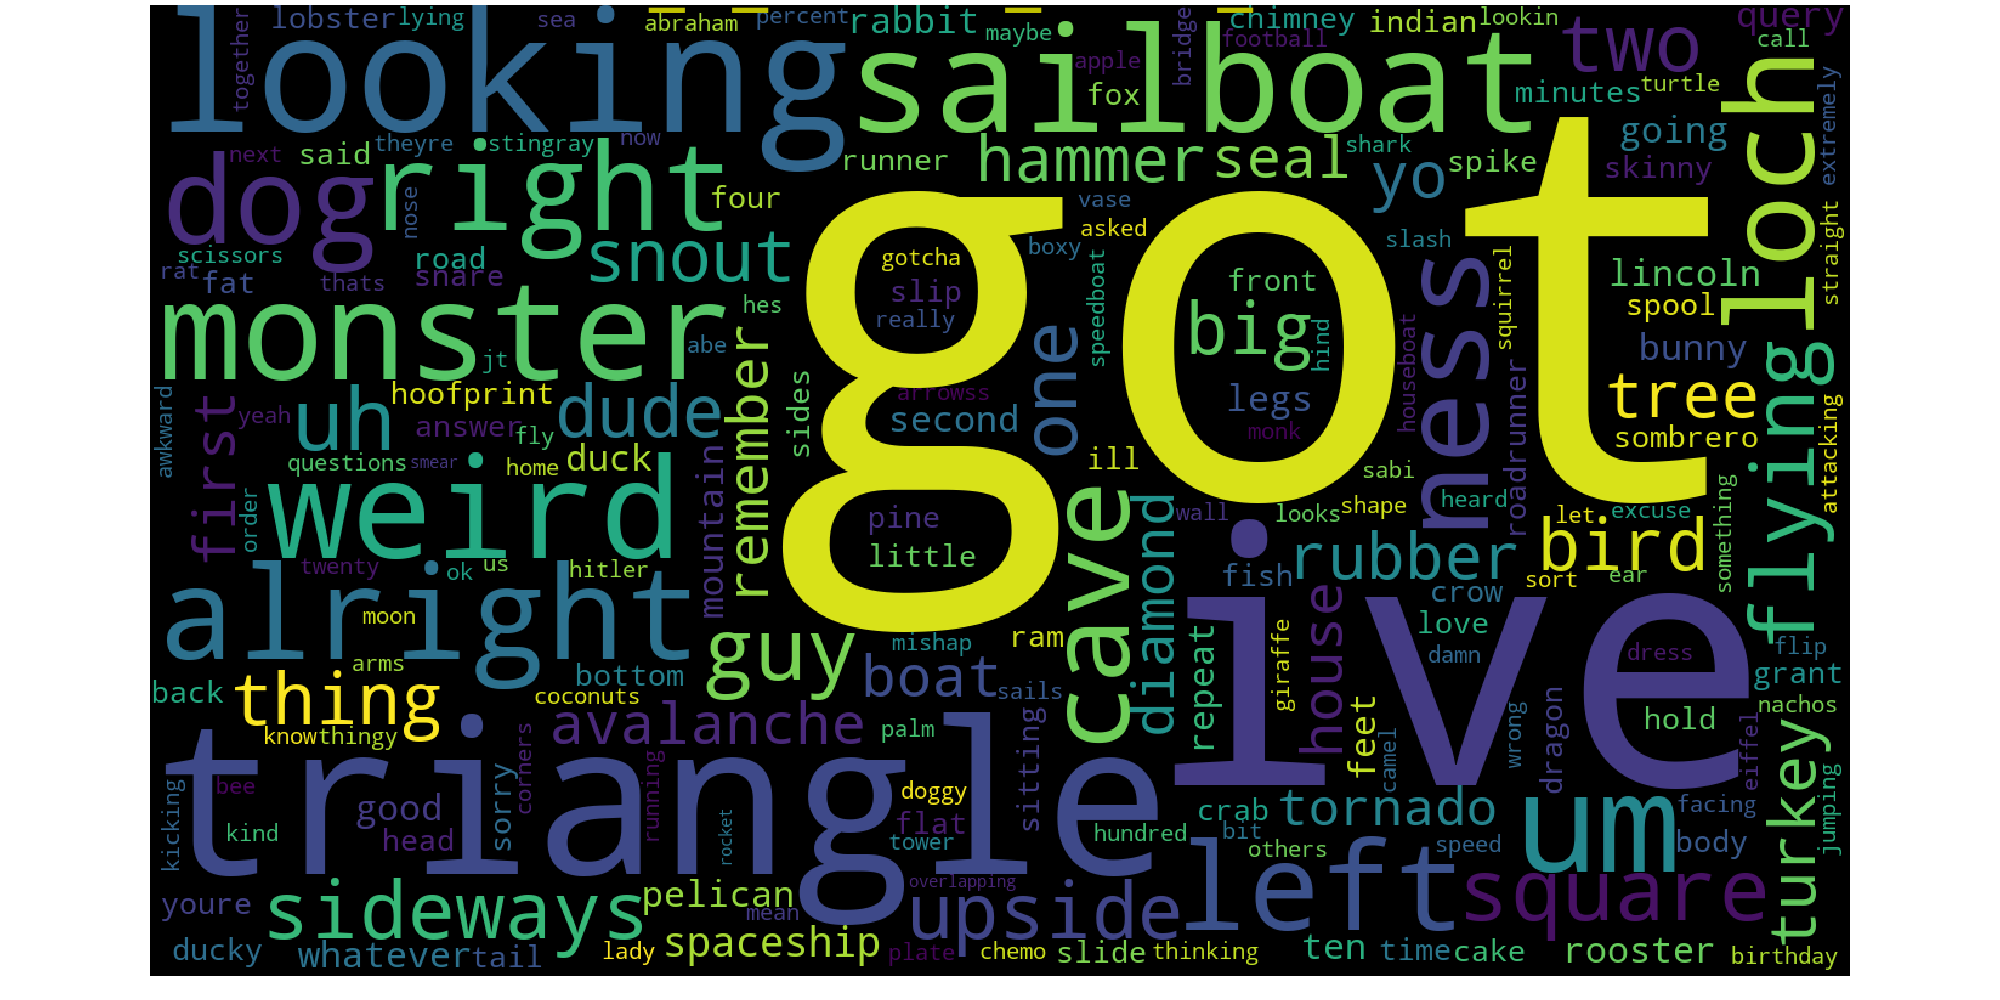 lobster lying sea abraham percent rabbit maybe chimney indian lookin query
together looking sailboat football two call
apple bridge fox minutes turtle loch extremely
next said theyre stingray now runner hammer seal shark yo spike going skinny
dog right nose four vase asked got
scissors road snout boxy slash squirrel straight
rat fat thats snare hes gotcha slip really speedboat front big hind lincoln spool
monster jt abe remember one houseboat ness bunny flying
awkward hoofprint dude sides arrowss second legs monk roadrunner tree sombrero attacking
first yeah uh answer fly duck ill sabi
questions smear home mountain cave diamond heard
order weird pine little wall looks shape let excuse something
twenty ok us hitler fish rubber bird sort ear
alright moon crow love
arms guy mishap ram repeat giraffe house damn dress flip
back thing bottom boat sails ive grant
coconuts feet dragon hold nachos
know thingy corners avalanche palm sitting camel wrong eiffel turkey
kicking bee triangle sorry running rocket doggy crab tornado um facing jumping
good flat hundred bit
kind head tower others speed body
youre sideways pelican mean overlapping upside left square
ducky whatever tail lady spaceship plate chemo slide thinking ten time cake rooster birthday